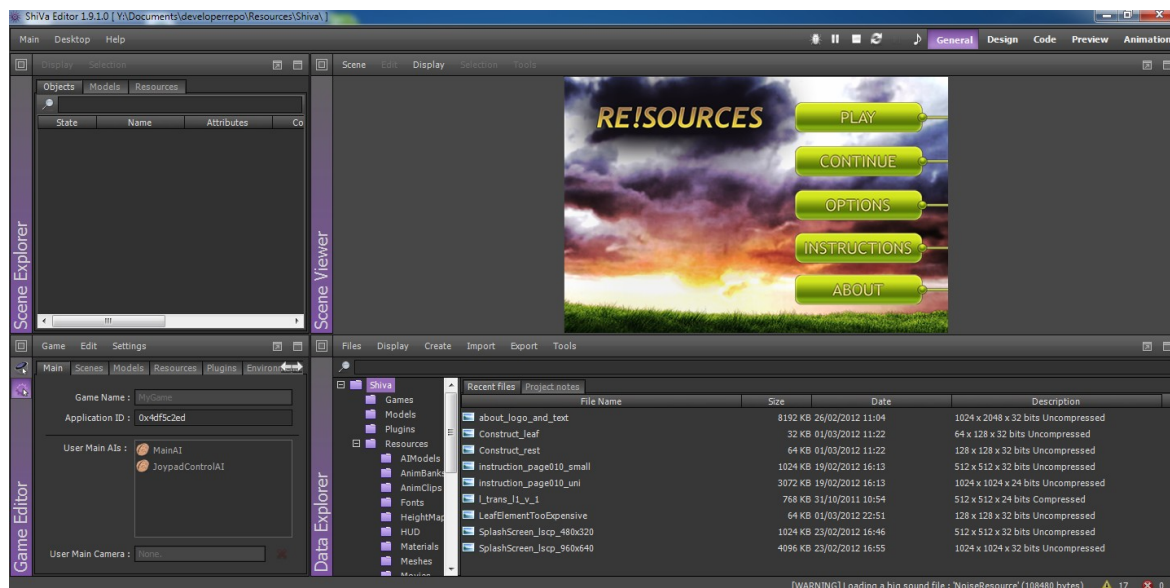 ShiVa Editor 1.9.1.0 [ Y:\Documents\developerrepo\Resources\Shiva\ ]
Main Desktop Help General Design Code Preview Animation
Display Selection
Objects Models Resources
State Name Attributes Co
Scene Explorer
Scene Edit Display Selection Tools
Scene Viewer
RE!SOURCES
PLAY
CONTINUE
OPTIONS
INSTRUCTIONS
ABOUT
Game Edit Settings
Main Scenes Models Resources Plugins Environ
Game Name : MyGame
Application ID : 0x4df5c2ed
User Main AIs : MainAI
JoypadControlAI
User Main Camera : None.
Game Editor
Files Display Create Import Export Tools
Shiva
Games
Models
Plugins
Resources
AIModels
AnimBanks
AnimClips
Fonts
HeightMap
HUD
Materials
Meshes
Movies
Data Explorer
Recent files Project notes
File Name Size Date Description
about_logo_and_text 8192 KB 26/02/2012 11:04 1024 x 2048 x 32 bits Uncompressed
Construct_leaf 32 KB 01/03/2012 11:22 64 x 128 x 32 bits Uncompressed
Construct_rest 64 KB 01/03/2012 11:22 128 x 128 x 32 bits Uncompressed
instruction_page010_small 1024 KB 19/02/2012 16:13 512 x 512 x 32 bits Uncompressed
instruction_page010_uni 3072 KB 19/02/2012 16:13 1024 x 1024 x 24 bits Uncompressed
l_trans_l1_v_1 768 KB 31/10/2011 10:54 512 x 512 x 24 bits Compressed
LeafElementTooExpensive 64 KB 01/03/2012 22:51 128 x 128 x 32 bits Uncompressed
SplashScreen_lscp_480x320 1024 KB 23/02/2012 16:46 512 x 512 x 32 bits Uncompressed
SplashScreen_lscp_960x640 4096 KB 23/02/2012 16:55 1024 x 1024 x 32 bits Uncompressed
[WARNING] Loading a big sound file : 'NoiseResource' (108480 bytes) 17 0